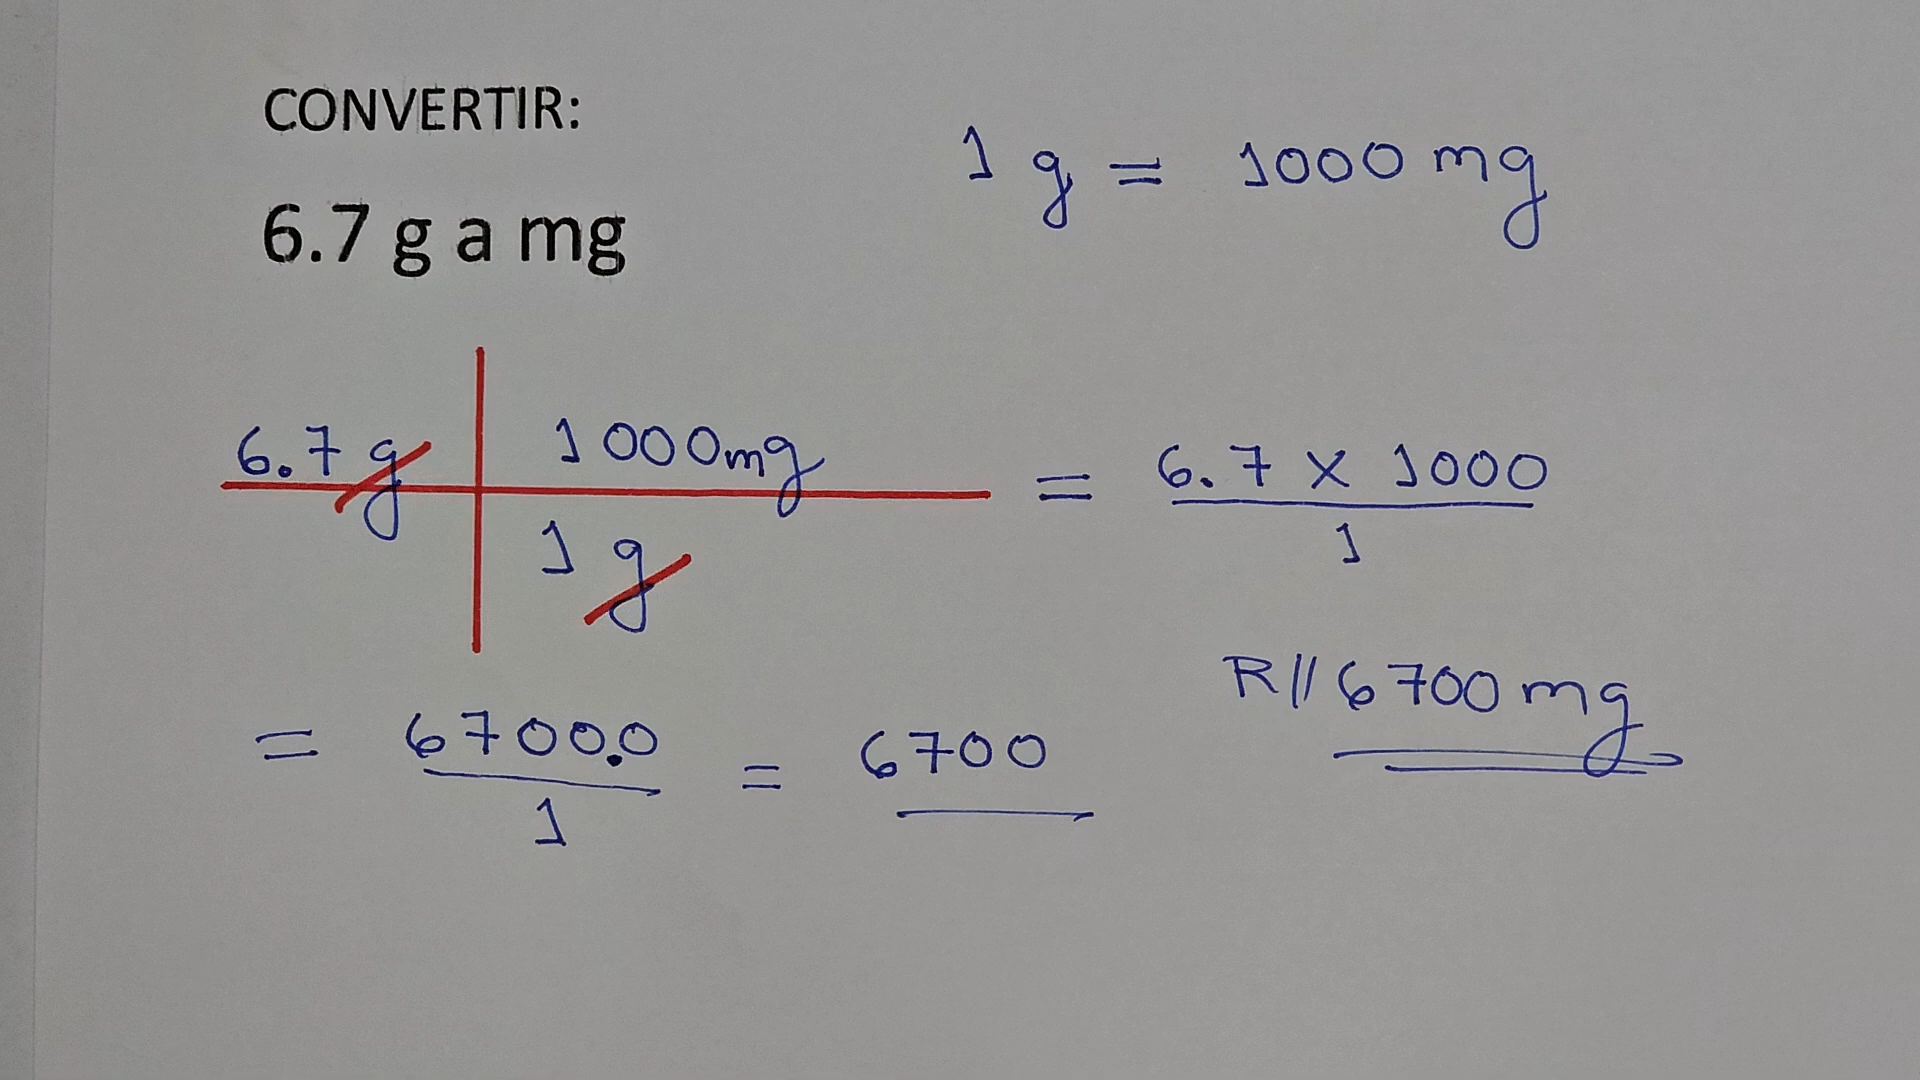 CONVERTIR:
6.7 g a mg
1 g = 1000 mg
6.7 g 1000 mg = 6.7 x 1000
1 g 1
= 6700.0 = 6700
1
R// 6700 mg